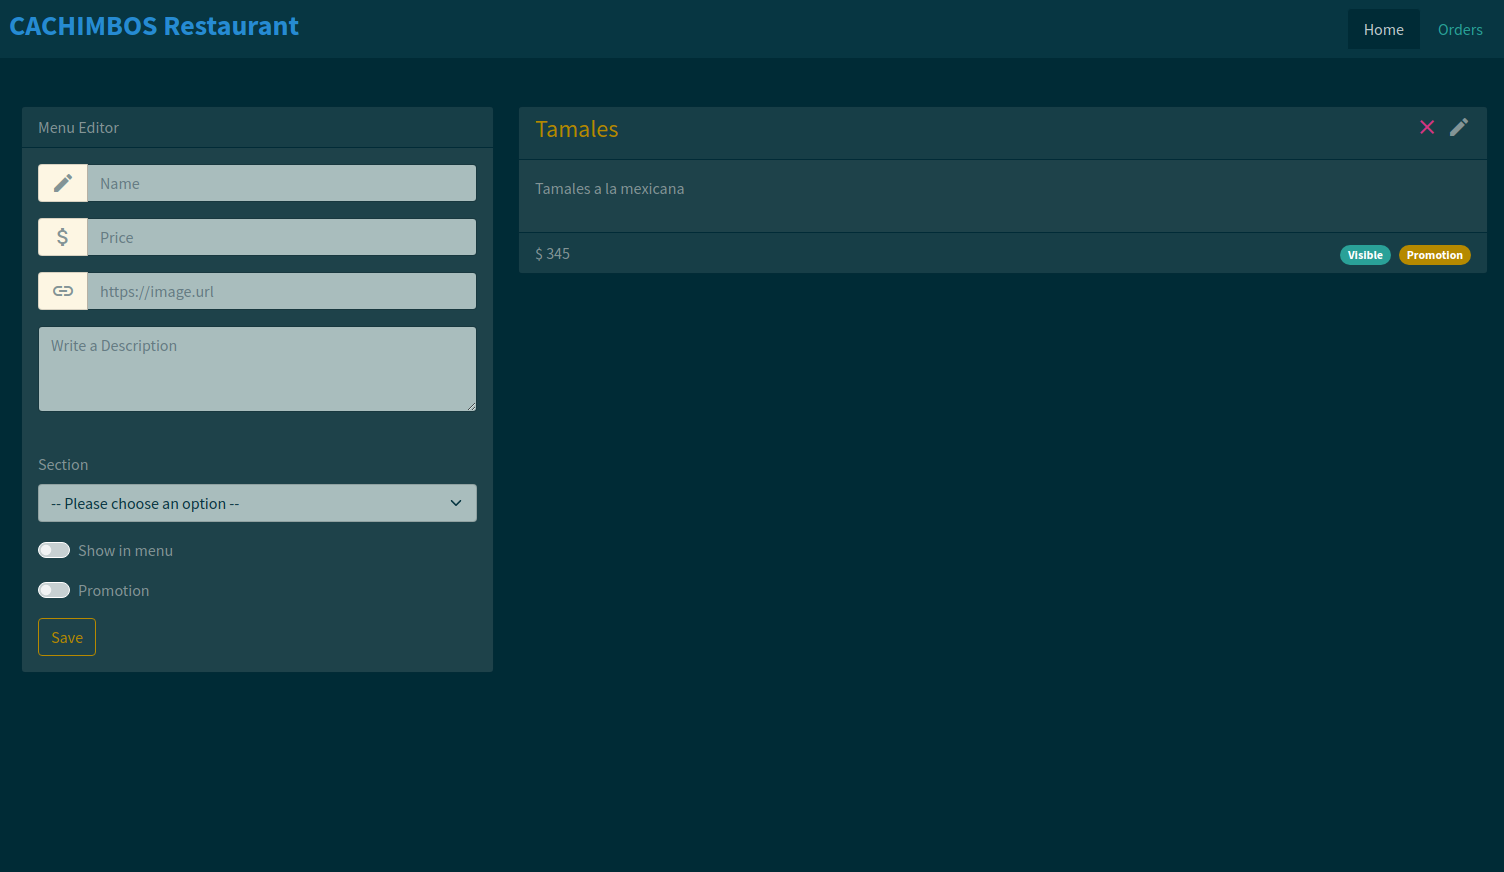 CACHIMBOS Restaurant
Home
Orders
Menu Editor
Name
$ Price
https://image.url
Write a Description
Section
-- Please choose an option --
Show in menu
Promotion
Save
Tamales
Tamales a la mexicana
$ 345
Visible
Promotion